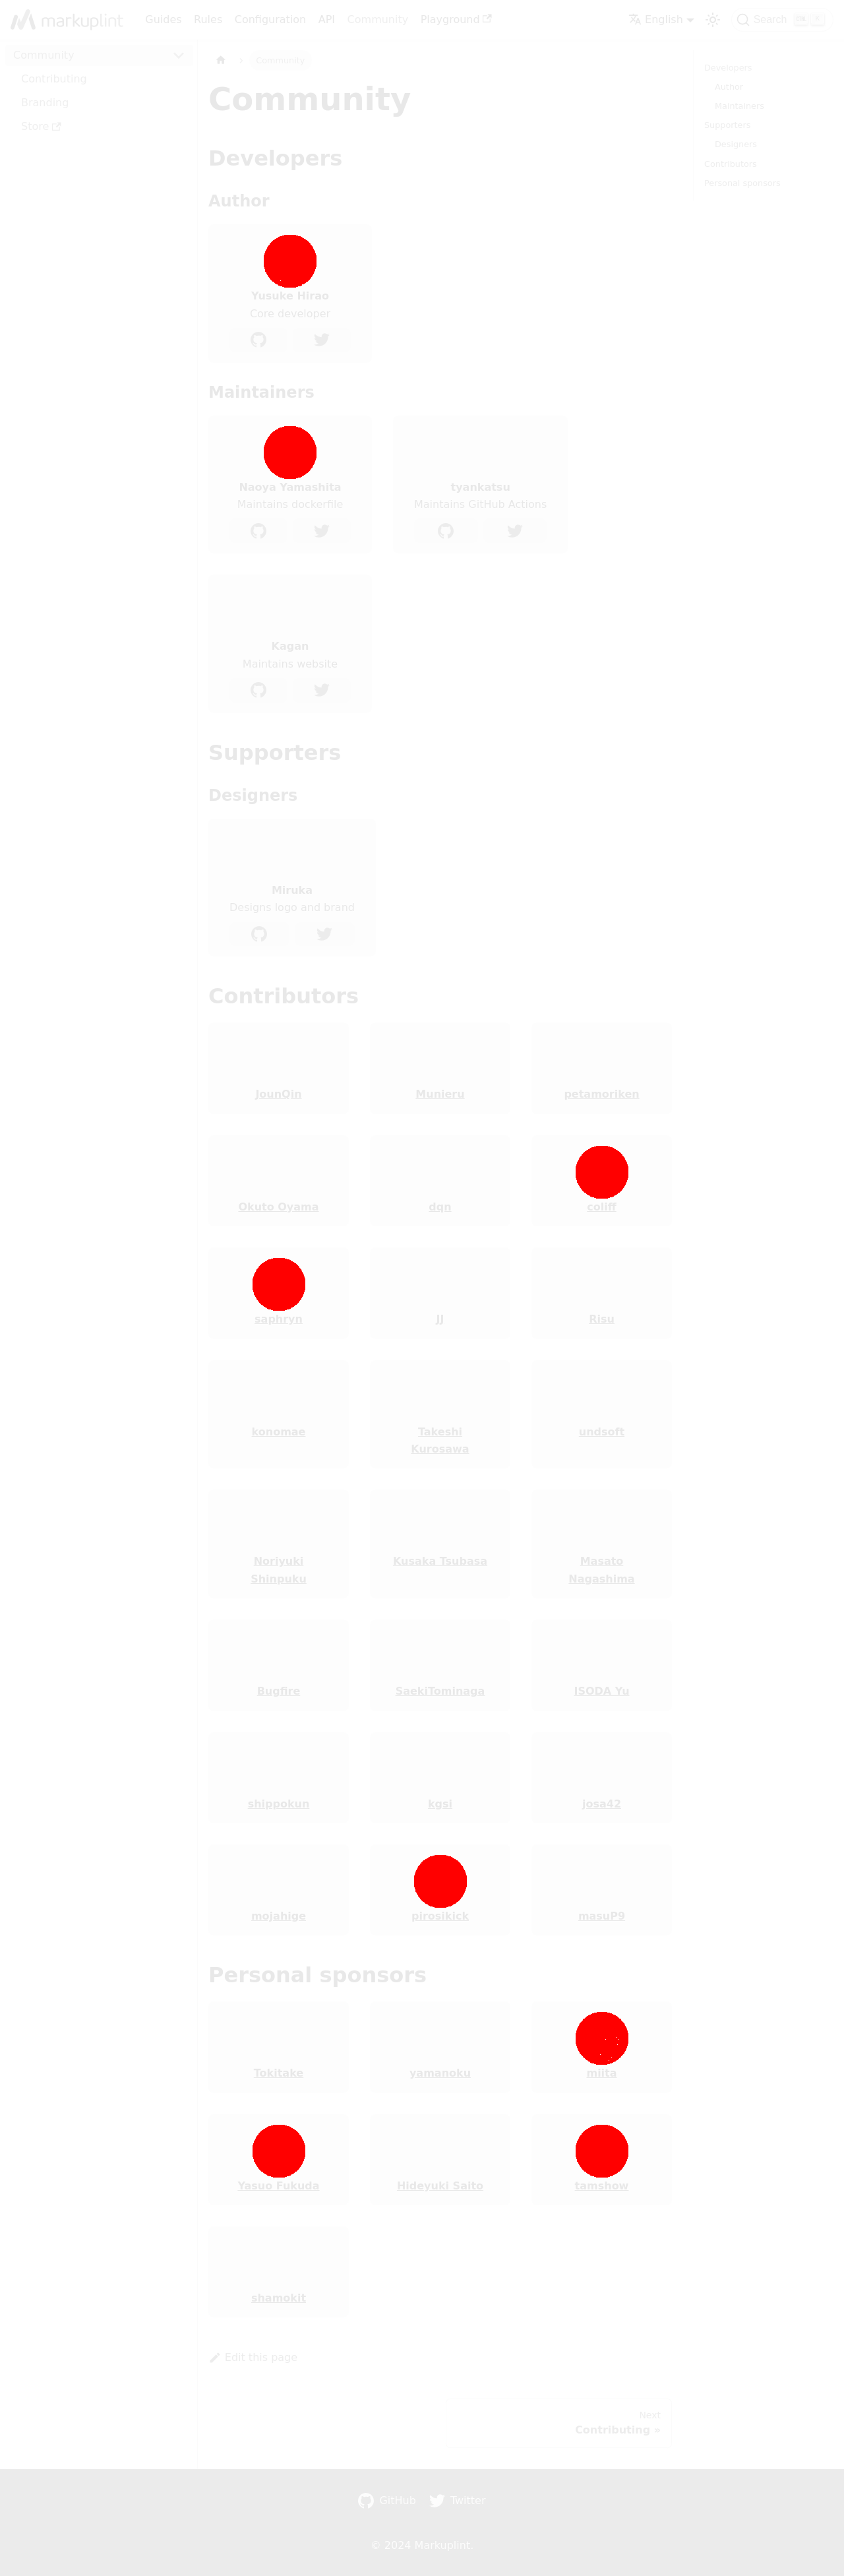 markuplint Guides Rules Configuration API Community Playground English Search
Community
Contributing
Branding
Store
Community
Developers
Author
Maintainers
Supporters
Designers
Contributors
Personal sponsors
Community
Developers
Author
Yusuke Hirao
Core developer
Maintainers
Naoya Yamashita
Maintains dockerfile
tyankatsu
Maintains GitHub Actions
Kagan
Maintains website
Supporters
Designers
Miruka
Designs logo and brand
Contributors
JounQin
Munieru
petamoriken
Okuto Oyama
dqn
coliff
saphryn
JJ
Risu
konomae
Takeshi
Kurosawa
undsoft
Noriyuki
Shinpuku
Kusaka Tsubasa
Masato
Nagashima
Bugfire
SaekiTominaga
ISODA Yu
shippokun
kgsi
josa42
mojahige
pirosikick
masuP9
Personal sponsors
Tokitake
yamanoku
miita
Yasuo Fukuda
Hideyuki Saito
tamshow
shamokit
Edit this page
Next
Contributing »
GitHub Twitter
© 2024 Markuplint